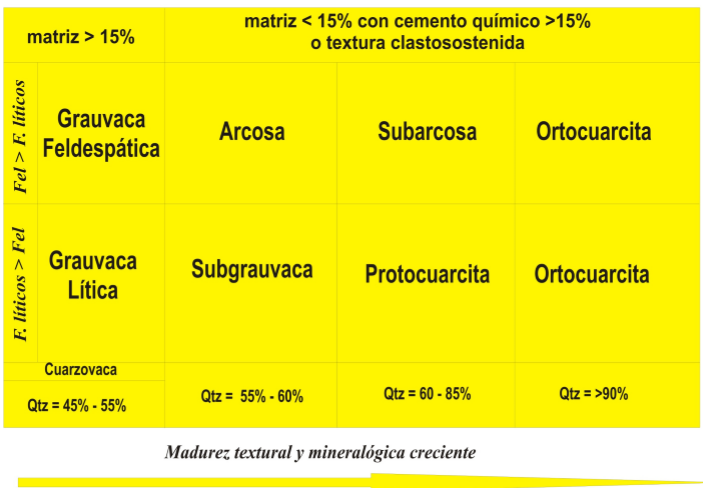 matriz > 15%
matriz < 15% con cemento químico >15%
o textura clastosostenida
Fel > F. líticos
Grauvaca
Feldespática
Arcosa
Subarcosa
Ortocuarcita
F. líticos > Fel
Grauvaca
Lítica
Subgrauvaca
Protocuarcita
Ortocuarcita
Cuarzovaca
Qtz = 45% - 55%
Qtz = 55% - 60%
Qtz = 60 - 85%
Qtz = >90%
Madurez textural y mineralógica creciente